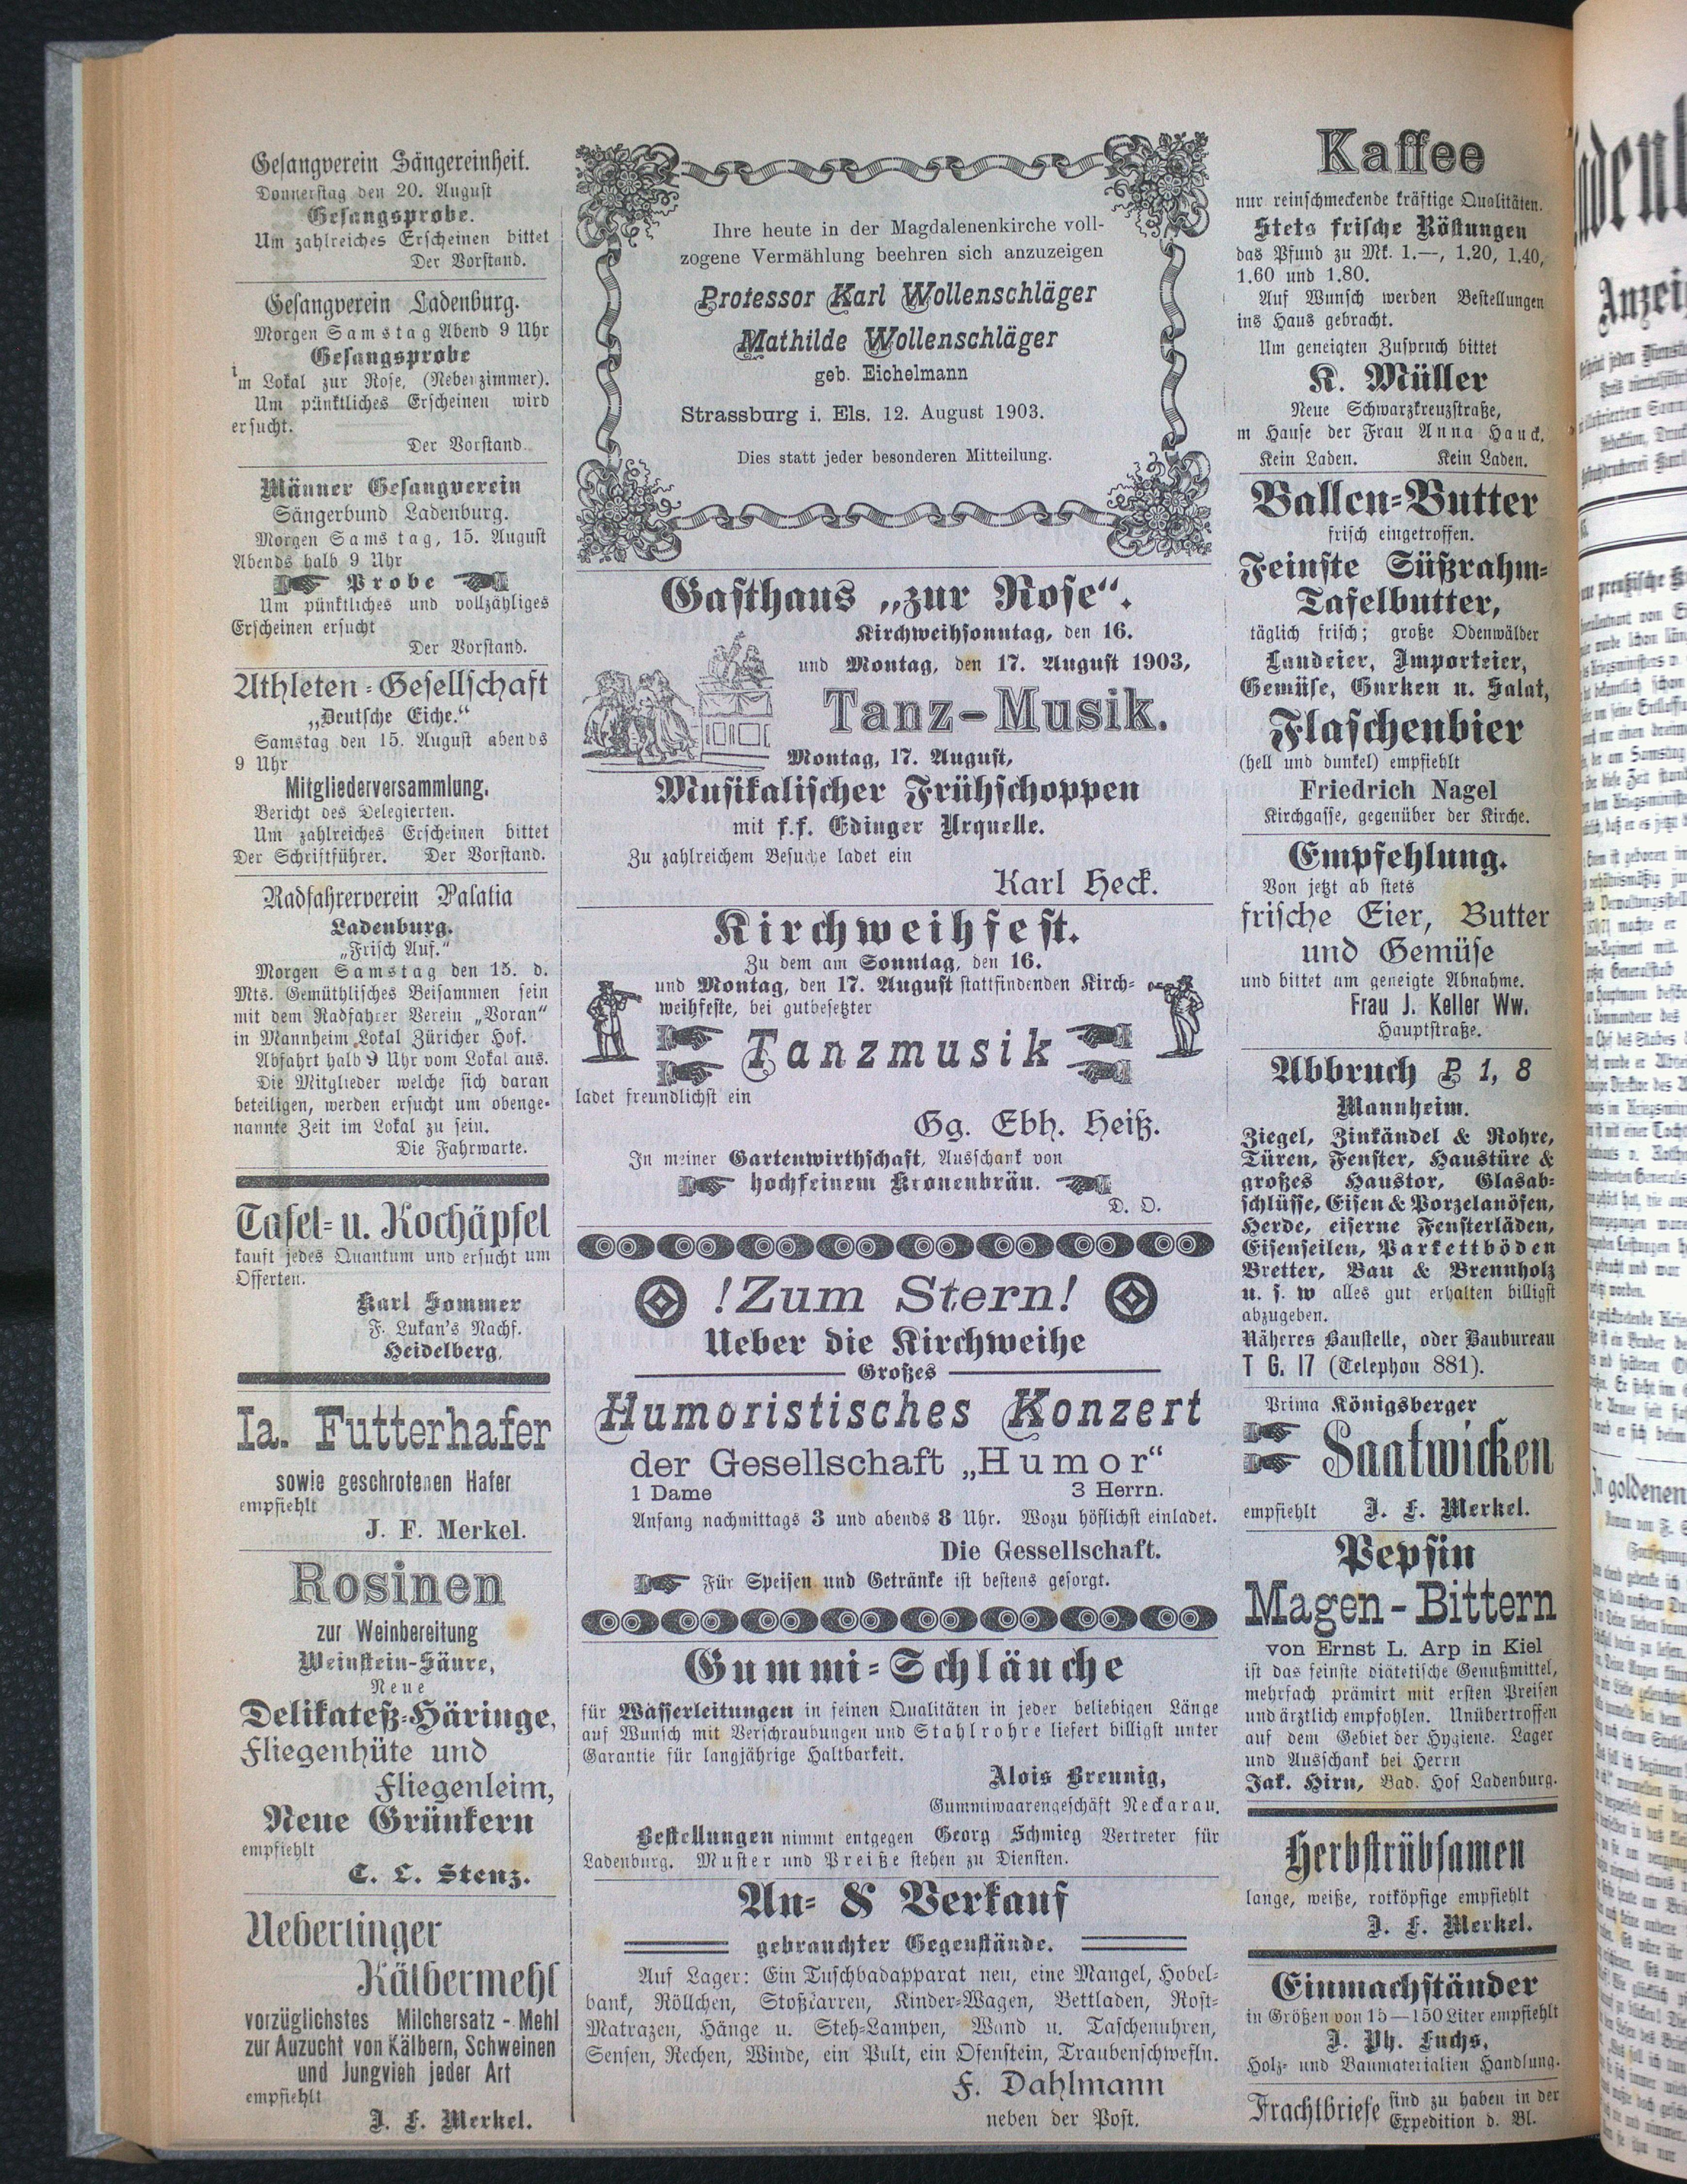 Gesangverein Sängereinheit.
Donnerstag den 20. August
Gesangsprobe.
Um zahlreiches Erscheinen bittet
Der Vorstand.
Gesangverein Ladenburg.
Morgen Samstag Abend 9 Uhr
Gesangsprobe
im Lokal zur Rose, (Nebenzimmer).
Um pünktliches Erscheinen wird
ersucht.
Der Vorstand.
Männer Gesangverein
Sängerbund Ladenburg.
Morgen Samstag, 15. August
Abends halb 9 Uhr
Probe
Um pünktliches und vollzähliges
Erscheinen ersucht
Der Vorstand.
Athleten-Gesellschaft
„Deutsche Eiche.“
Samstag den 15. August abends
9 Uhr
Mitgliederversammlung.
Bericht des Delegierten.
Um zahlreiches Erscheinen bittet
Der Schriftführer. Der Vorstand.
Radfahrerverein Palatia
Ladenburg.
„Frisch Auf.“
Morgen Samstag den 15. d.
Mts. Gemüthlisches Beisammen sein
mit dem Radfahrer Verein „Voran“
in Mannheim Lokal Züricher Hof.
Abfahrt halb 9 Uhr vom Lokal aus.
Die Mitglieder welche sich daran
beteiligen, werden ersucht um obenge-
nannte Zeit im Lokal zu sein.
Die Fahrwarte.
Tafel- u. Kochäpfel
kauft jedes Quantum und ersucht um
Offerten.
Karl Sommer
F. Lukan's Nachf.
Heidelberg.
Ia. Futterhafer
sowie geschrotenen Hafer
empfiehlt
J. F. Merkel.
Rosinen
zur Weinbereitung
Weinstein-Säure,
Neue
Delikateß-Häringe,
Fliegenhüte und
Fliegenleim,
Neue Grünkern
empfiehlt
C. L. Stenz.
Ueberlinger
Kälbermehl
vorzüglichstes Milchersatz-Mehl
zur Auzucht von Kälbern, Schweinen
und Jungvieh jeder Art
empfiehlt
J. F. Merkel.
Ihre heute in der Magdalenenkirche voll-
zogene Vermählung beehren sich anzuzeigen
Professor Karl Wollenschläger
Mathilde Wollenschläger
geb. Eichelmann
Strassburg i. Els. 12. August 1903.
Dies statt jeder besonderen Mitteilung.
Gasthaus „zur Rose“.
Kirchweihsonntag, den 16.
und Montag, den 17. August 1903,
Tanz-Musik.
Montag, 17. August,
Musikalischer Frühschoppen
mit f.f. Edinger Urquelle.
Zu zahlreichem Besuche ladet ein
Karl Heck.
Kirchweihfest.
Zu dem am Sonntag, den 16.
und Montag, den 17. August stattfindenden Kirch-
weihfeste, bei gutbesetzter
Tanzmusik
ladet freundlichst ein
Gg. Ebh. Heiß.
In meiner Gartenwirthschaft, Ausschank von
hochfeinem Kronenbräu.
D. O.
!Zum Stern!
Ueber die Kirchweihe
Großes
Humoristisches Konzert
der Gesellschaft „Humor“
1 Dame 3 Herrn.
Anfang nachmittags 3 und abends 8 Uhr. Wozu höflichst einladet.
Die Gessellschaft.
Für Speisen und Getränke ist bestens gesorgt.
Gummi-Schläuche
für Wasserleitungen in feinen Qualitäten in jeder beliebigen Länge
auf Wunsch mit Verschraubungen und Stahlrohre liefert billigst unter
Garantie für langjährige Haltbarkeit.
Alois Brennig,
Gummiwaarengeschäft Neckarau.
Bestellungen nimmt entgegen Georg Schmieg Vertreter für
Ladenburg. Muster und Preiße stehen zu Diensten.
An- & Verkauf
gebrauchter Gegenstände.
Auf Lager: Ein Tuschbadapparat neu, eine Mangel, Hobel-
bank, Röllchen, Stoßkarren, Kinder-Wagen, Bettladen, Rost-
Matrazen, Hänge u. Steh-Lampen, Wand u. Taschenuhren,
Sensen, Rechen, Winde, ein Pult, ein Ofenstein, Traubenschwefln.
F. Dahlmann
neben der Post.
Kaffee
nur reinschmeckende kräftige Qualitäten.
Stets frische Röstungen
das Pfund zu Mk. 1.—, 1.20, 1.40,
1.60 und 1.80.
Auf Wunsch werden Bestellungen
ins Haus gebracht.
Um geneigten Zuspruch bittet
K. Müller
Neue Schwarzkreuzstraße,
m Hause der Frau Anna Hauck.
Kein Laden. Kein Laden.
Ballen-Butter
frisch eingetroffen.
Feinste Süßrahm-
Tafelbutter,
täglich frisch; große Odenwälder
Landeier, Importeier,
Gemüse, Gurken u. Salat,
Flaschenbier
(hell und dunkel) empfiehlt
Friedrich Nagel
Kirchgasse, gegenüber der Kirche.
Empfehlung.
Von jetzt ab stets
frische Eier, Butter
und Gemüse
und bittet um geneigte Abnahme.
Frau J. Keller Ww.
Hauptstraße.
Abbruch P 1, 8
Mannheim.
Ziegel, Zinkändel & Rohre,
Türen, Fenster, Haustüre &
großes Haustor, Glasab-
schlüsse, Eisen & Porzelanöfen,
Herde, eiserne Fensterläden,
Eisenseilen, Parkettböden
Bretter, Bau & Brennholz
u. s. w alles gut erhalten billigst
abzugeben.
Näheres Baustelle, oder Baubureau
T G. 17 (Telephon 881).
Prima Königsberger
Saatwicken
empfiehlt J. F. Merkel.
Pepsin
Magen-Bittern
von Ernst L. Arp in Kiel
ist das feinste diätetische Genußmittel,
mehrfach prämirt mit ersten Preisen
und ärztlich empfohlen. Unübertroffen
auf dem Gebiet der Hygiene. Lager
und Ausschank bei Herrn
Jak. Hirn, Bad. Hof Ladenburg.
Herbstrübsamen
lange, weiße, rotköpfige empfiehlt
J. F. Merkel.
Einmachständer
in Größen von 15—150 Liter empfiehlt
J. Ph. Fuchs,
Holz- und Baumaterialien Handlung.
Frachtbriefe sind zu haben in der
Expedition d. Bl.